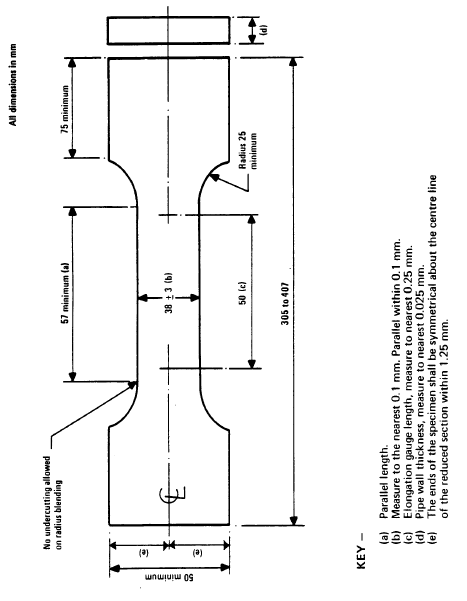 All dimensions in mm
(d)
75 minimum
Radius 25
minimum
57 minimum (a)
38 ± 3 (b)
50 (c)
305 to 407
No undercutting allowed
on radius blending
℄
(e)
(e)
50 minimum
KEY –
(a) Parallel length.
(b) Measure to the nearest 0.1 mm. Parallel within 0.1 mm.
(c) Elongation gauge length, measure to nearest 0.25 mm.
(d) Pipe wall thickness, measure to nearest 0.025 mm.
(e) The ends of the specimen shall be symmetrical about the centre line
of the reduced section within 1.25 mm.